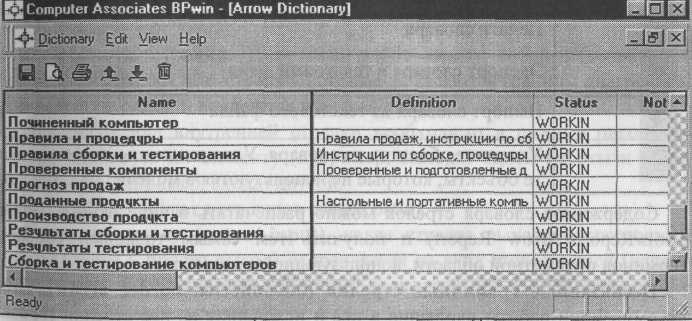 Computer Associates BPwin - [Arrow Dictionary]
Dictionary Edit View Help
Name Definition Status Not
Починенный компьютер WORKIN
Правила и процедуры Правила продаж, инструкции по сб WORKIN
Правила сборки и тестирования Инструкции по сборке, процедуры WORKIN
Проверенные компоненты Проверенные и подготовленные д WORKIN
Прогноз продаж WORKIN
Проданные продукты Настольные и портативные компь WORKIN
Производство продукта WORKIN
Результаты сборки и тестирования WORKIN
Результаты тестирования WORKIN
Сборка и тестирование компьютеров WORKIN
Ready